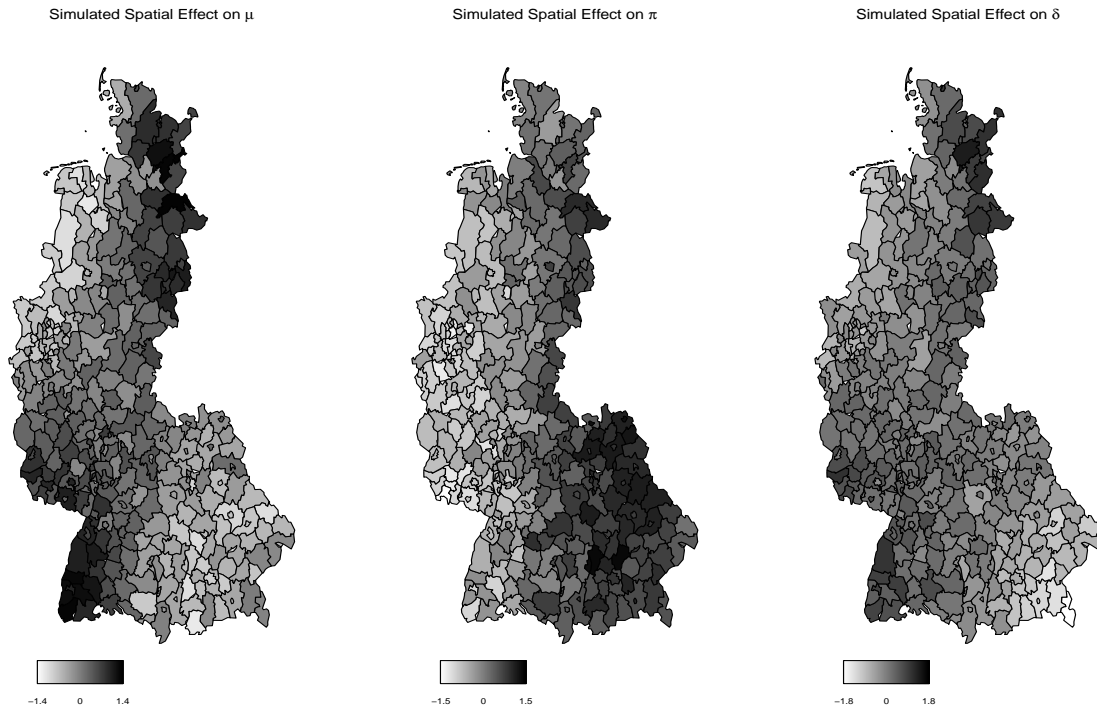 Simulated Spatial Effect on μ
Simulated Spatial Effect on π
Simulated Spatial Effect on δ
−1.4 0 1.4
−1.5 0 1.5
−1.8 0 1.8